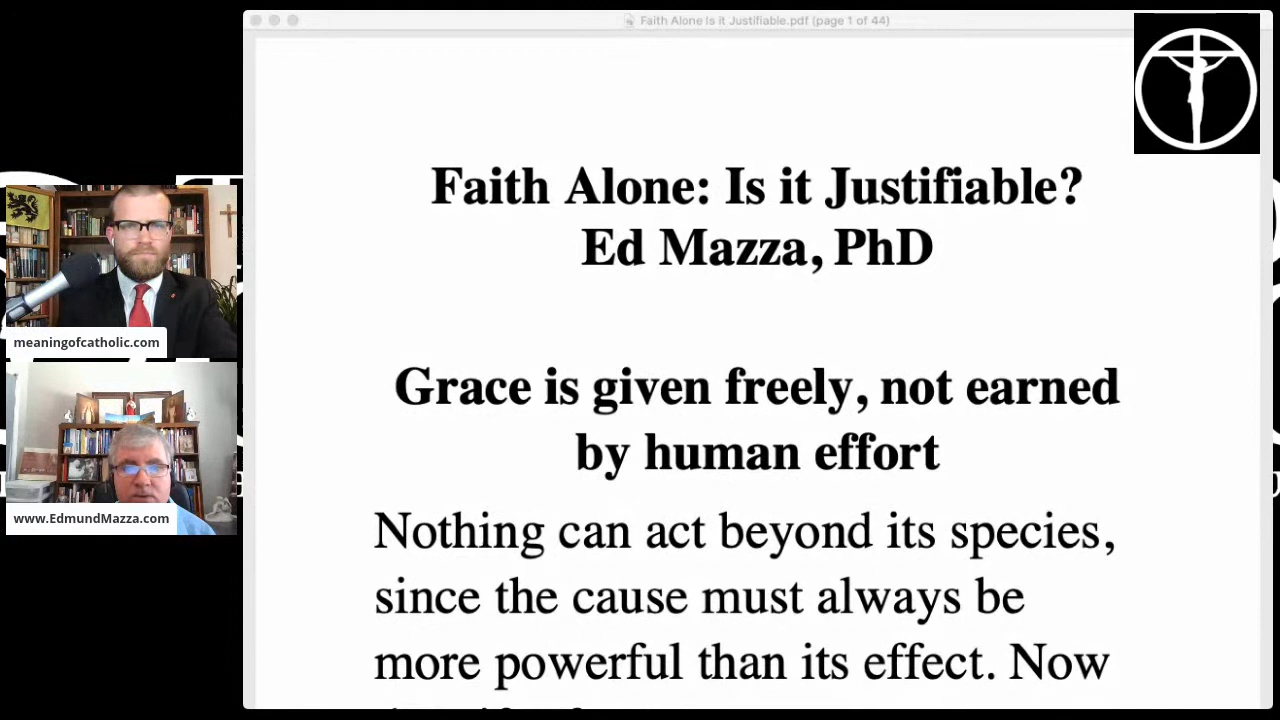 Faith Alone Is it Justifiable.pdf (page 1 of 44)
Faith Alone: Is it Justifiable?
Ed Mazza, PhD
Grace is given freely, not earned
by human effort
Nothing can act beyond its species,
since the cause must always be
more powerful than its effect. Now
meaningofcatholic.com
www.EdmundMazza.com